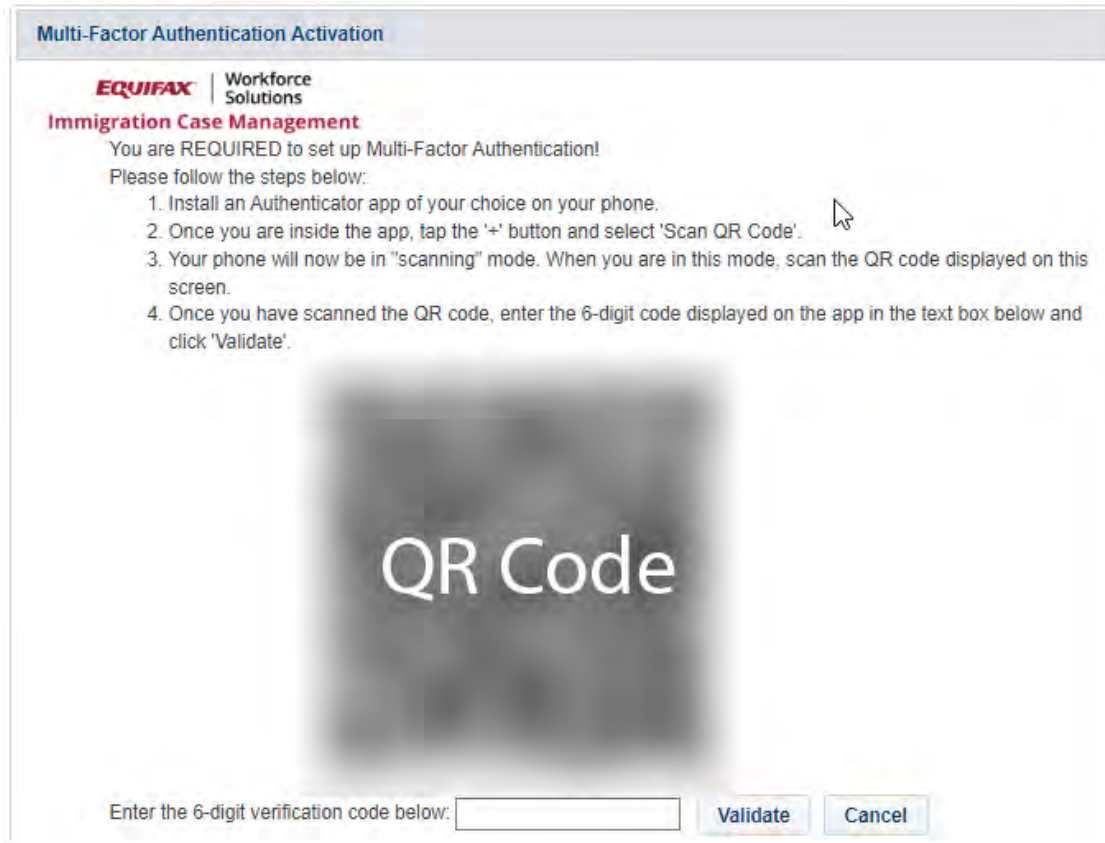 Multi-Factor Authentication Activation
EQUIFAX Workforce
Solutions
Immigration Case Management
You are REQUIRED to set up Multi-Factor Authentication!
Please follow the steps below:
1. Install an Authenticator app of your choice on your phone.
2. Once you are inside the app, tap the '+' button and select 'Scan QR Code'.
3. Your phone will now be in "scanning" mode. When you are in this mode, scan the QR code displayed on this
screen.
4. Once you have scanned the QR code, enter the 6-digit code displayed on the app in the text box below and
click 'Validate'.
QR Code
Enter the 6-digit verification code below: Validate Cancel